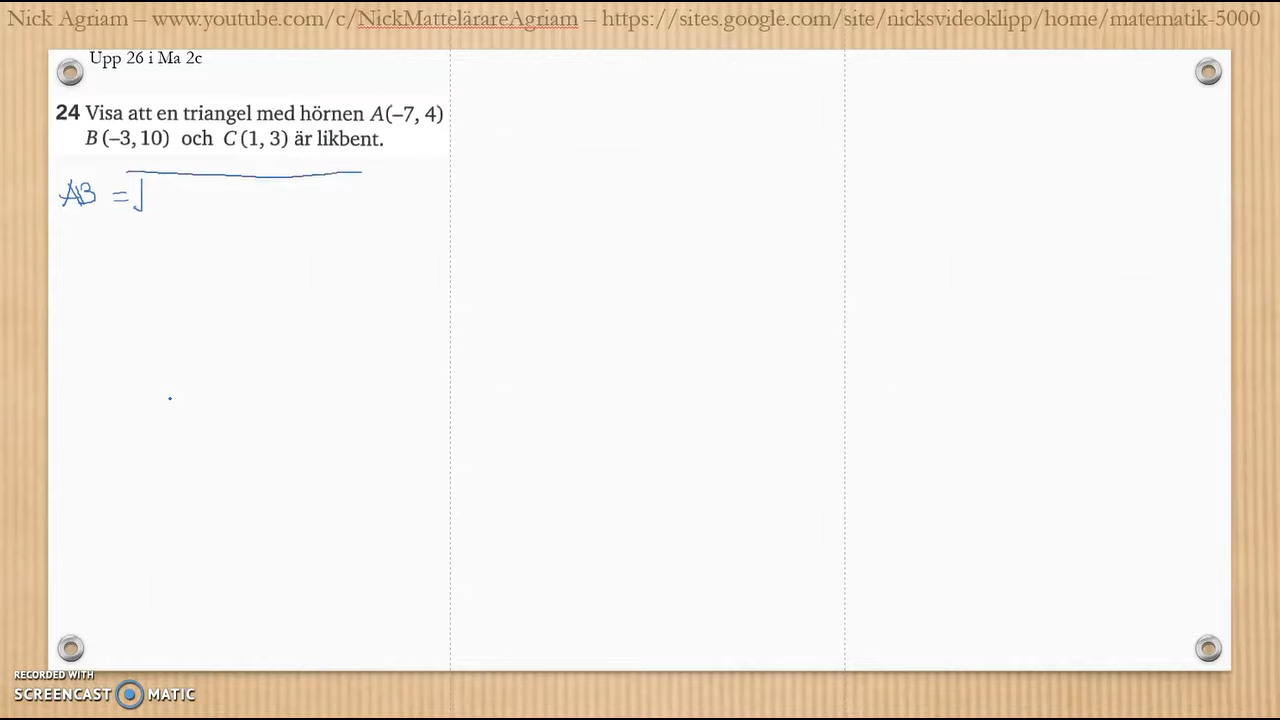 Nick Agriam – www.youtube.com/c/NickMattelärareAgriam – https://sites.google.com/site/nicksvideoklipp/home/matematik-5000
Upp 26 i Ma 2c
24 Visa att en triangel med hörnen A(–7, 4)
B(–3, 10) och C(1, 3) är likbent.
AB = √
RECORDED WITH
SCREENCAST MATIC